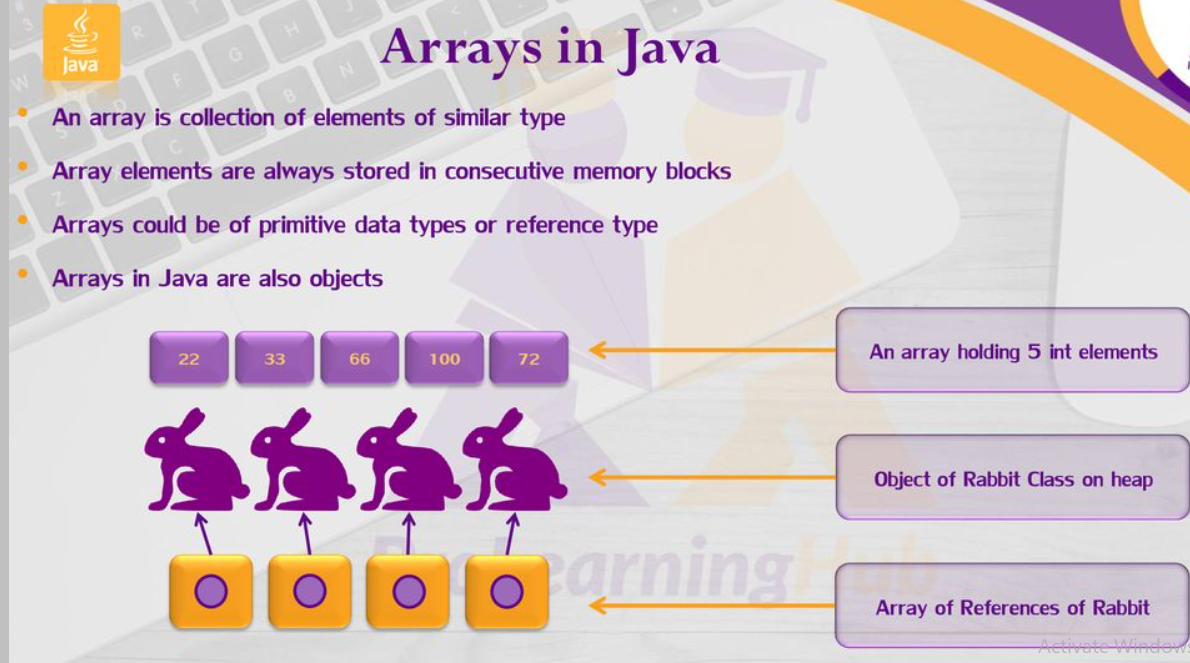 Java
Arrays in Java
An array is collection of elements of similar type
Array elements are always stored in consecutive memory blocks
Arrays could be of primitive data types or reference type
Arrays in Java are also objects
22 33 66 100 72
An array holding 5 int elements
Object of Rabbit Class on heap
Array of References of Rabbit
Activate Windows